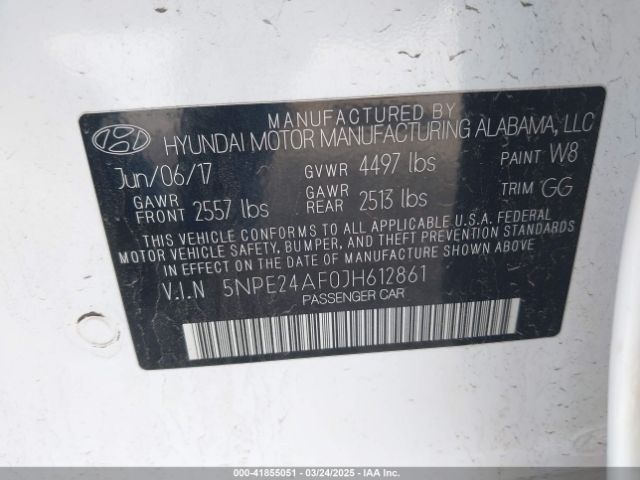 MANUFACTURED BY
HYUNDAI MOTOR MANUFACTURING ALABAMA, LLC
Jun/06/17 GVWR 4497 lbs PAINT W8
GAWR FRONT 2557 lbs GAWR REAR 2513 lbs TRIM GG
THIS VEHICLE CONFORMS TO ALL APPLICABLE U.S.A. FEDERAL
MOTOR VEHICLE SAFETY, BUMPER, AND THEFT PREVENTION STANDARDS
IN EFFECT ON THE DATE OF MANUFACTURE SHOWN ABOVE.
V.I.N 5NPE24AF0JH612861
PASSENGER CAR
000-41855051 - 03/24/2025 - IAA Inc.